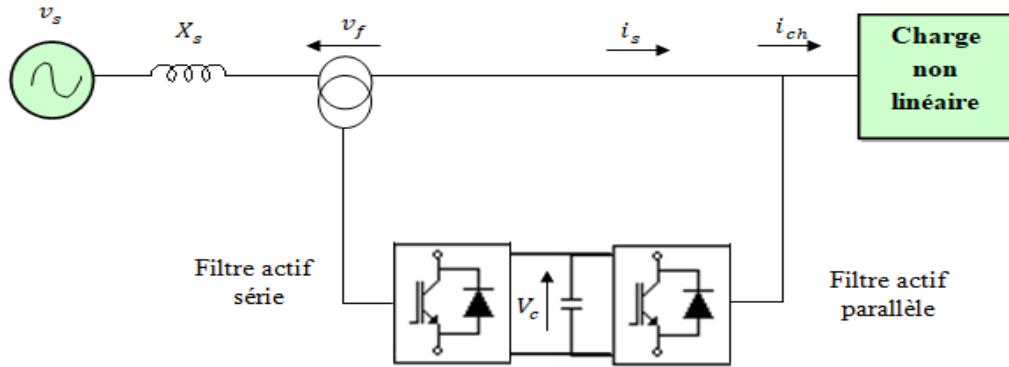 v_s
X_s
v_f
i_s
i_ch
Charge
non
linéaire
Filtre actif
série
V_c
Filtre actif
parallèle